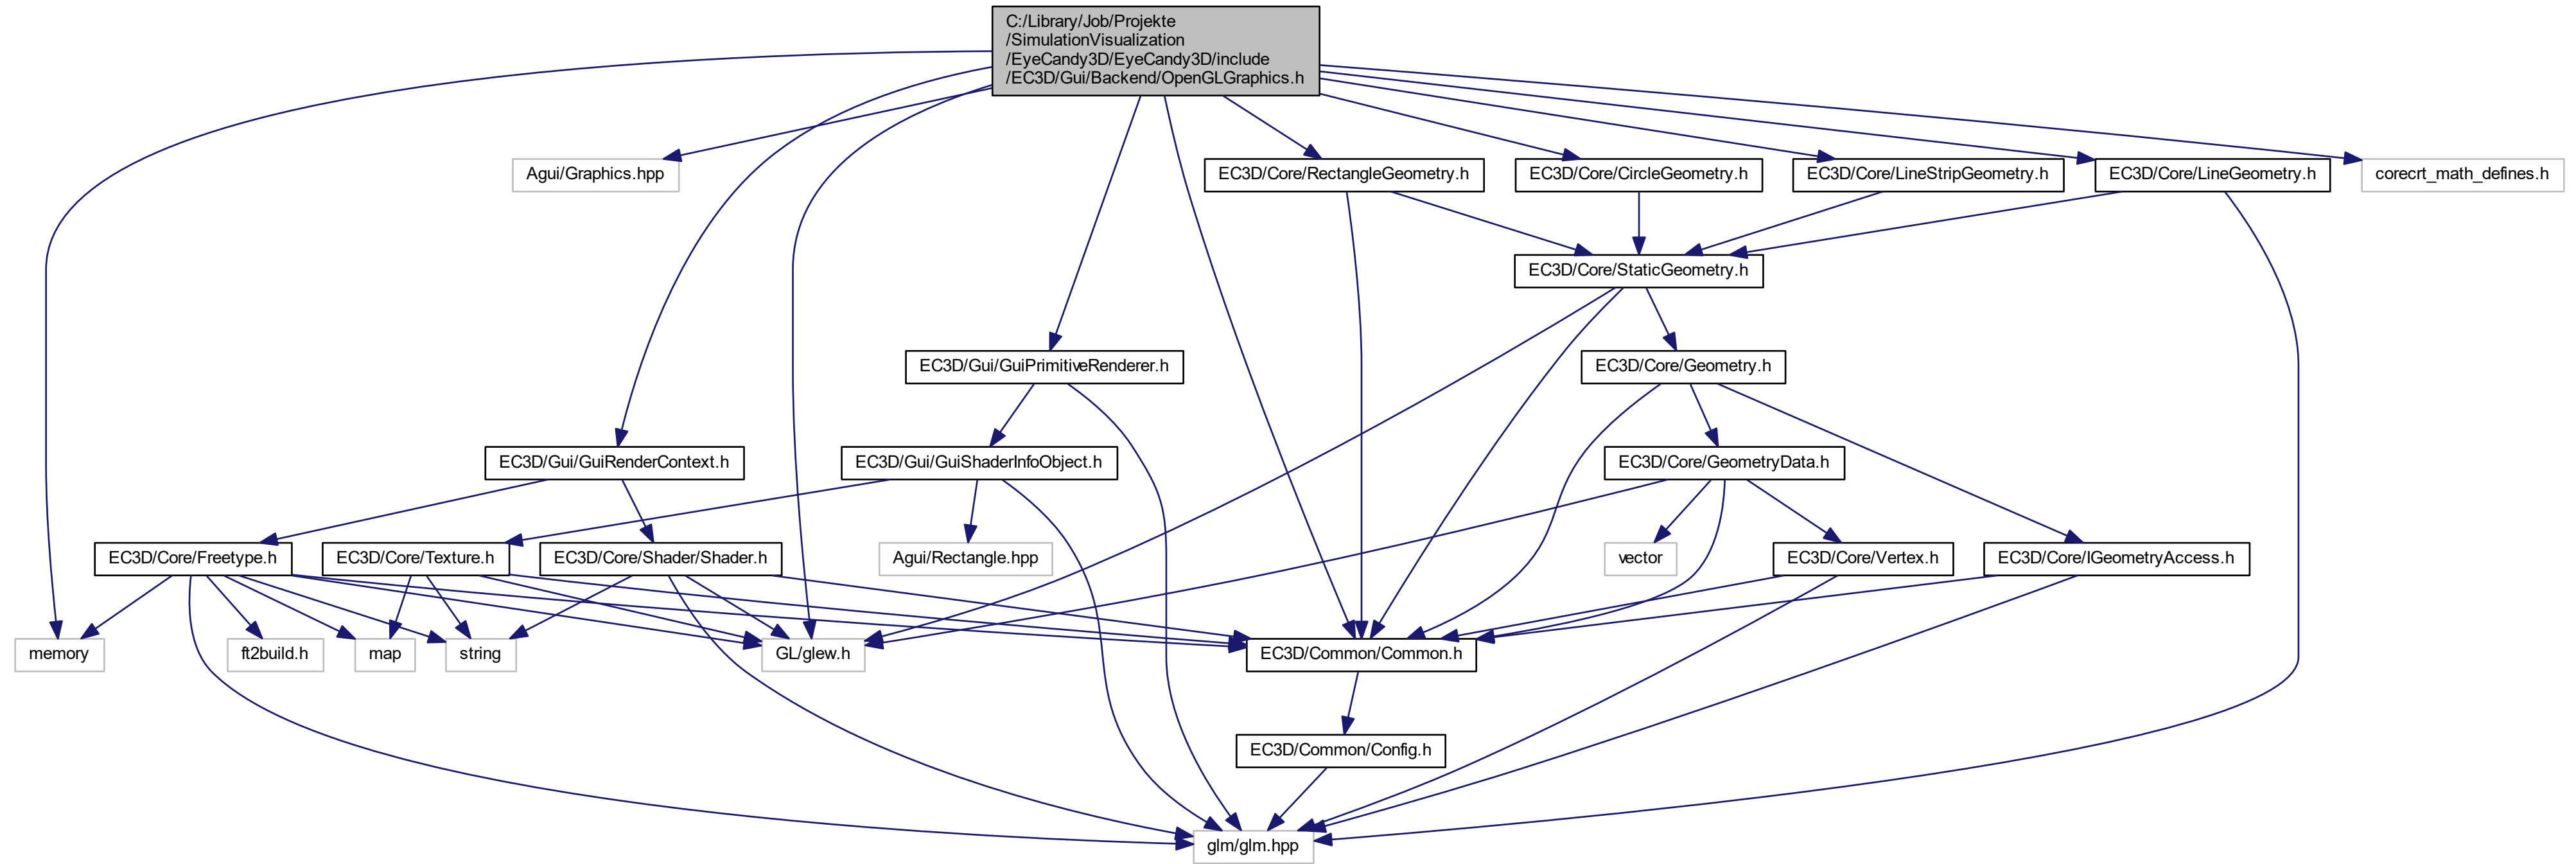 C:/Library/Job/Projekte
/SimulationVisualization
/EyeCandy3D/EyeCandy3D/include
/EC3D/Gui/Backend/OpenGLGraphics.h
Agui/Graphics.hpp
EC3D/Core/RectangleGeometry.h
EC3D/Core/CircleGeometry.h
EC3D/Core/LineStripGeometry.h
EC3D/Core/LineGeometry.h
corecrt_math_defines.h
EC3D/Core/StaticGeometry.h
EC3D/Gui/GuiPrimitiveRenderer.h
EC3D/Core/Geometry.h
EC3D/Gui/GuiRenderContext.h
EC3D/Gui/GuiShaderInfoObject.h
EC3D/Core/GeometryData.h
EC3D/Core/Freetype.h
EC3D/Core/Texture.h
EC3D/Core/Shader/Shader.h
Agui/Rectangle.hpp
vector
EC3D/Core/Vertex.h
EC3D/Core/IGeometryAccess.h
memory
ft2build.h
map
string
GL/glew.h
EC3D/Common/Common.h
EC3D/Common/Config.h
glm/glm.hpp